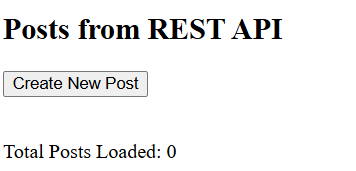 Posts from REST API
Create New Post
Total Posts Loaded: 0